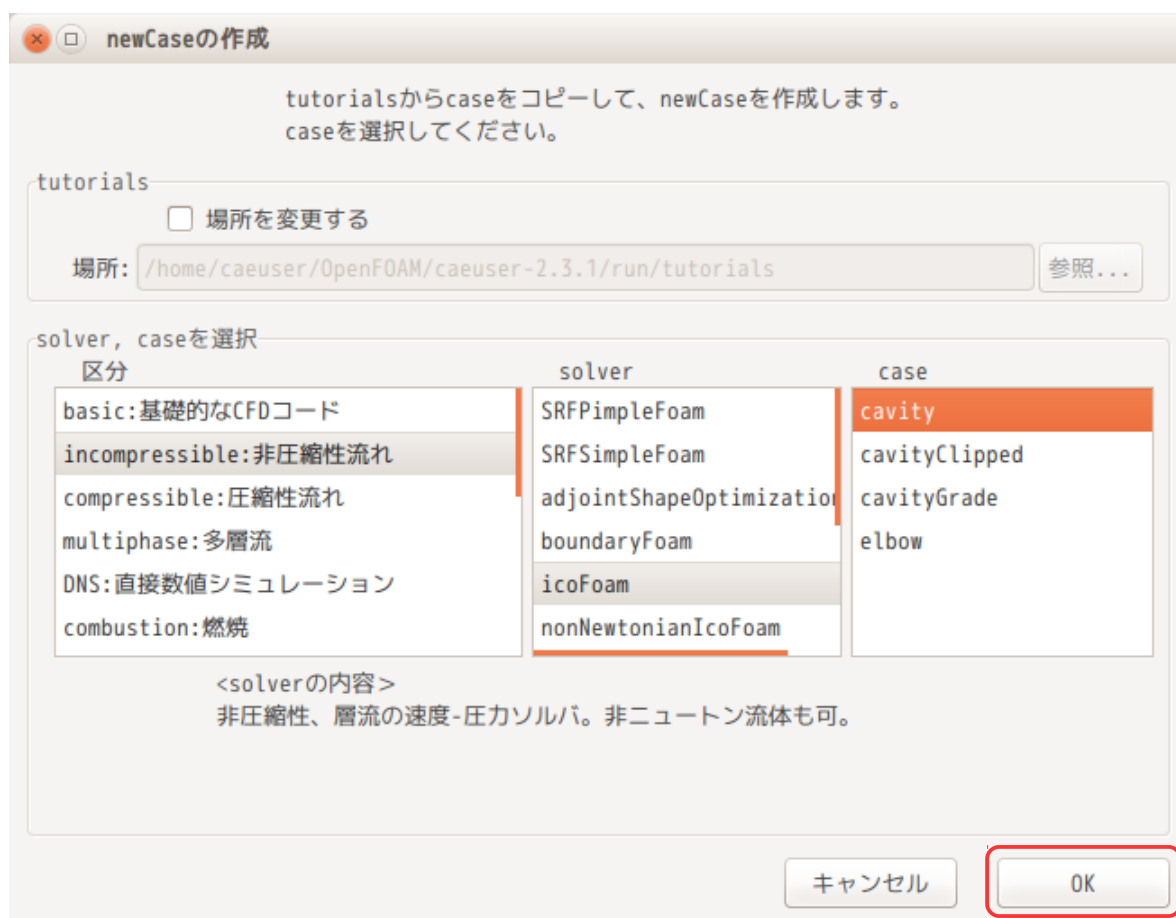 newCaseの作成
tutorialsからcaseをコピーして、newCaseを作成します。
caseを選択してください。
tutorials
場所を変更する
場所: /home/caeuser/OpenFOAM/caeuser-2.3.1/run/tutorials 参照...
solver, caseを選択
区分 solver case
basic:基礎的なCFDコード SRFPimpleFoam cavity
incompressible:非圧縮性流れ SRFSimpleFoam cavityClipped
compressible:圧縮性流れ adjointShapeOptimization cavityGrade
multiphase:多層流 boundaryFoam elbow
DNS:直接数値シミュレーション icoFoam
combustion:燃焼 nonNewtonianIcoFoam
<solverの内容>
非圧縮性、層流の速度-圧力ソルバ。非ニュートン流体も可。
キャンセル OK